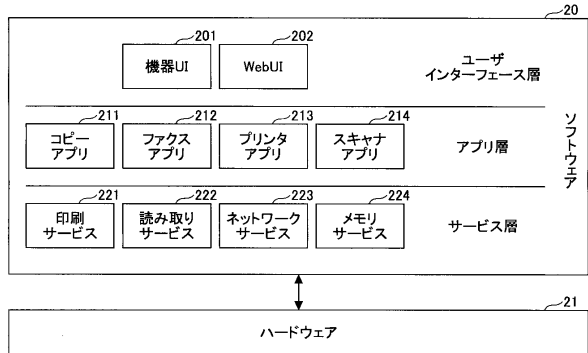 20
201
202
機器UI
WebUI
ユーザ
インターフェース層
211
212
213
214
コピー
アプリ
ファクス
アプリ
プリンタ
アプリ
スキャナ
アプリ
アプリ層
ソフトウェア
221
222
223
224
印刷
サービス
読み取り
サービス
ネットワーク
サービス
メモリ
サービス
サービス層
21
ハードウェア